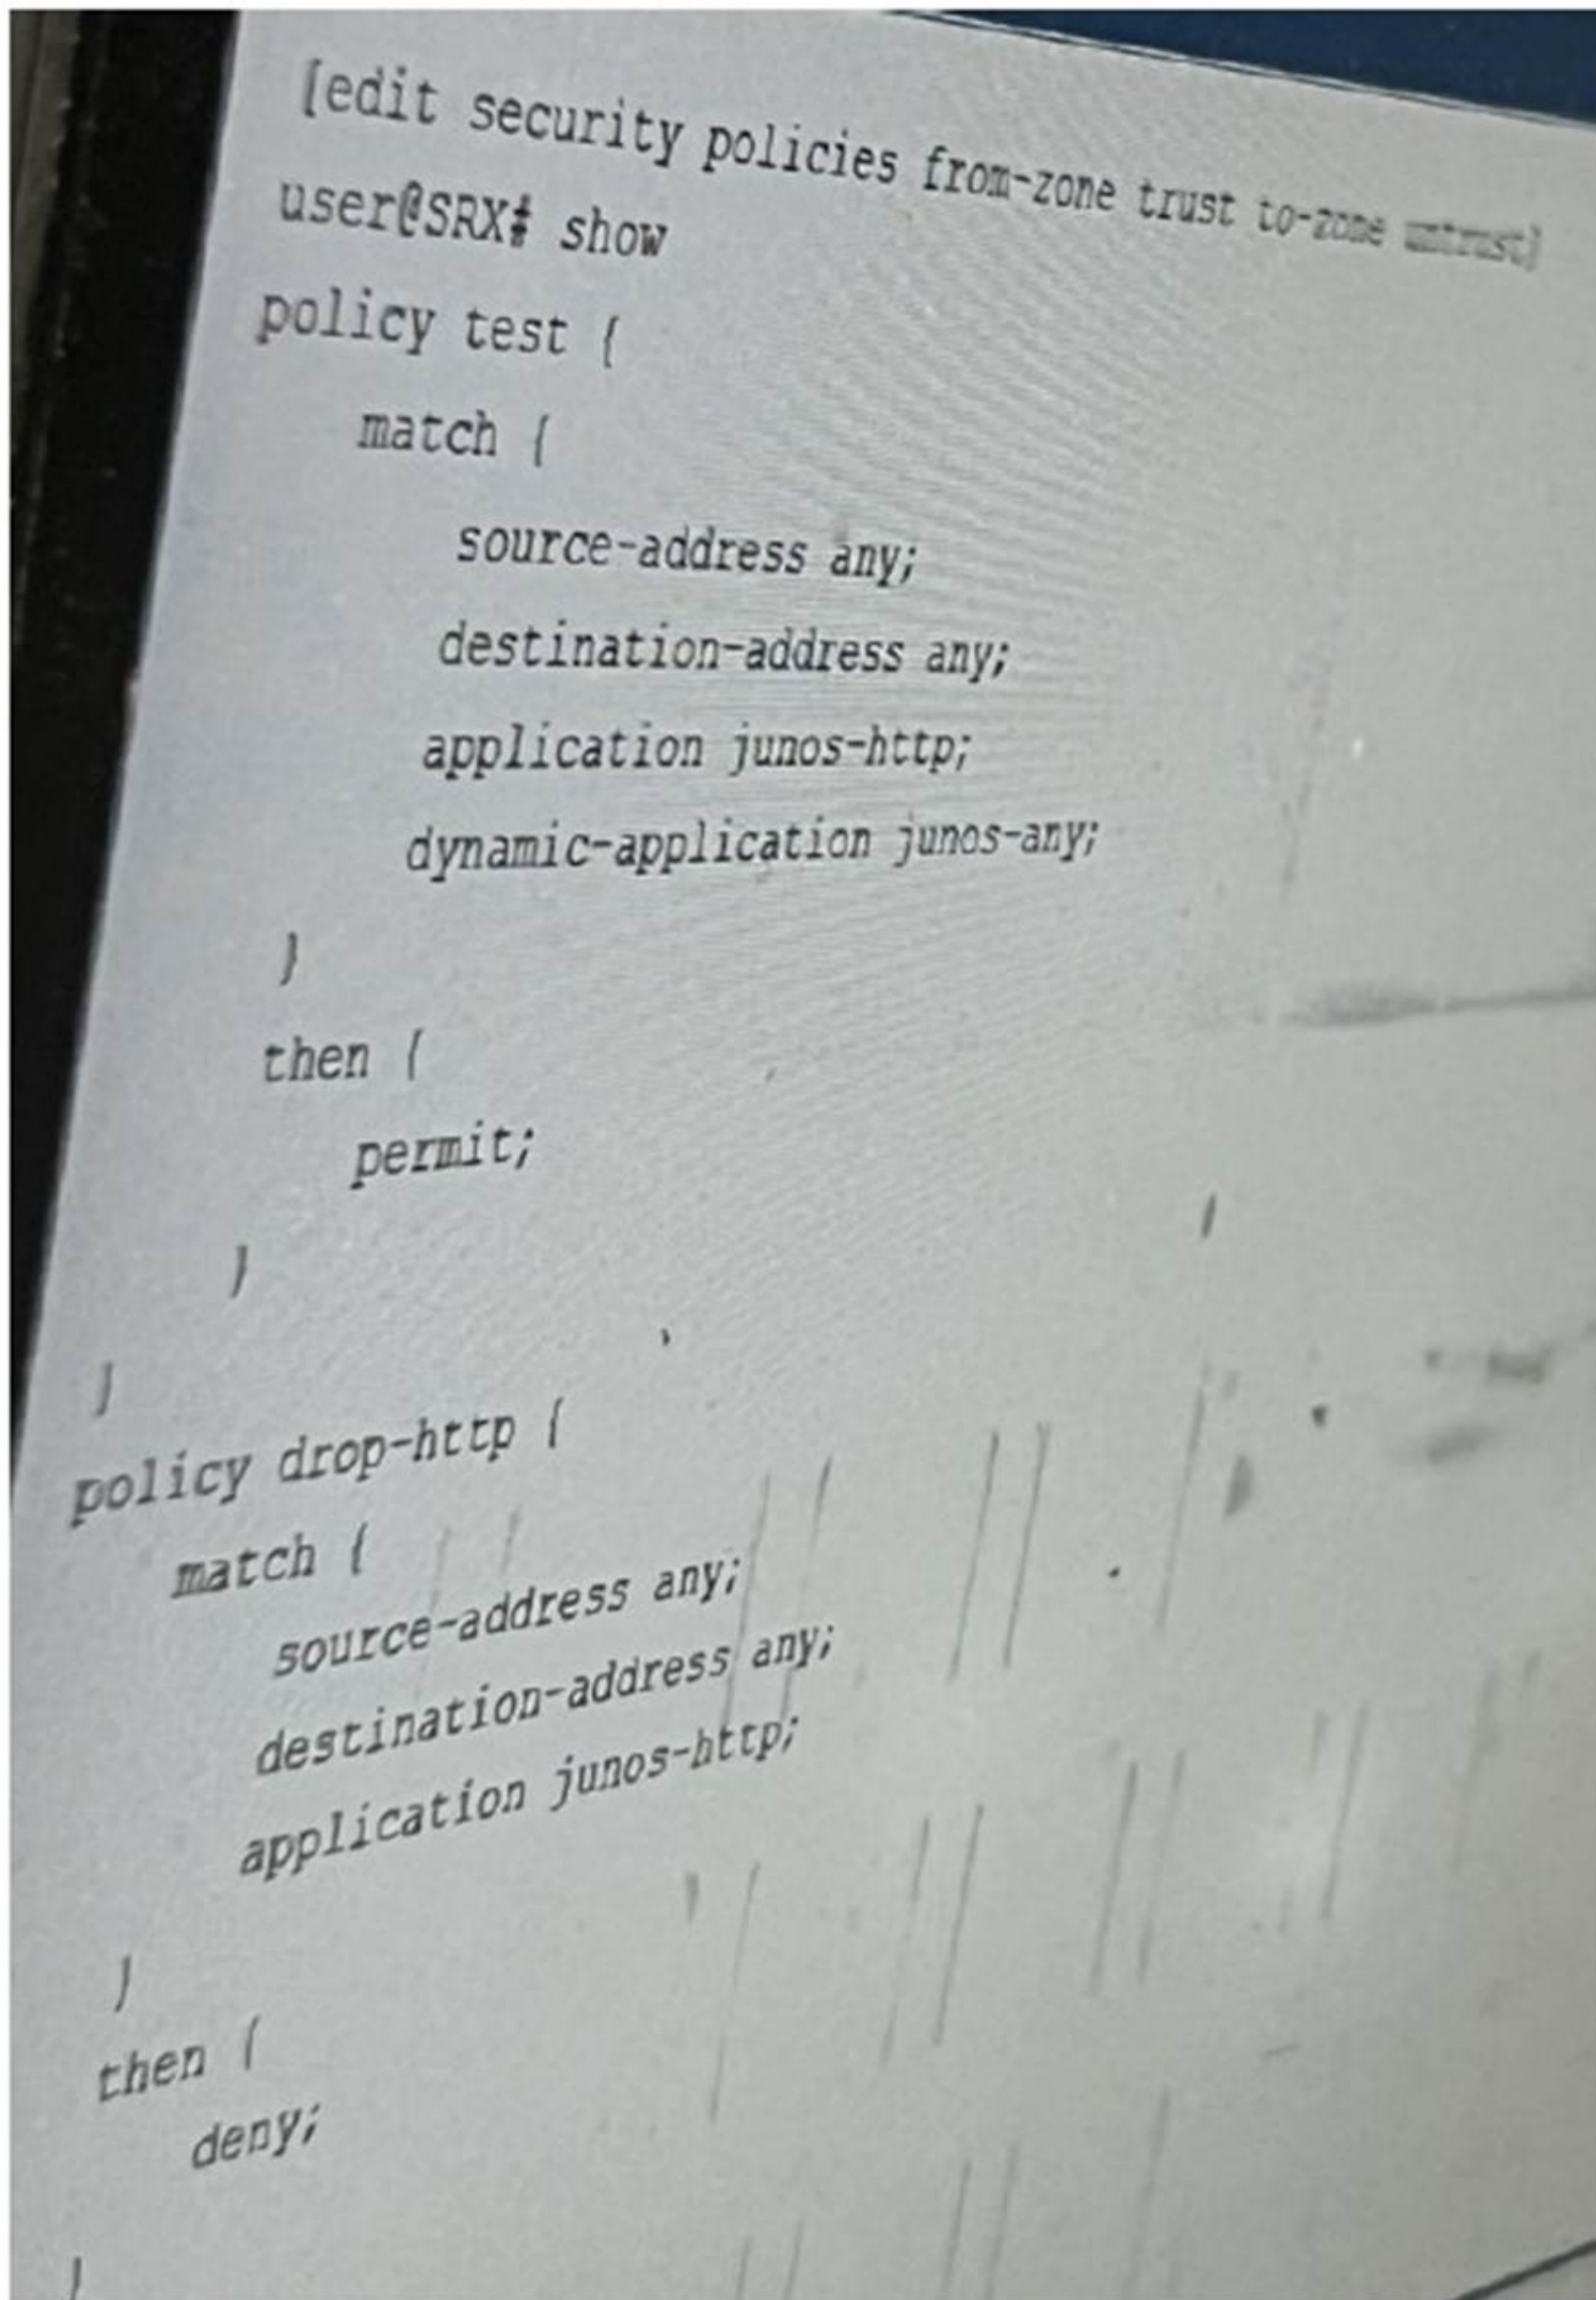 [edit security policies from-zone trust to-zone untrust]
user@SRX# show
policy test {
match {
source-address any;
destination-address any;
application junos-http;
dynamic-application junos-any;
}
then {
permit;
}
}
policy drop-http {
match {
source-address any;
destination-address any;
application junos-http;
}
then {
deny;
}